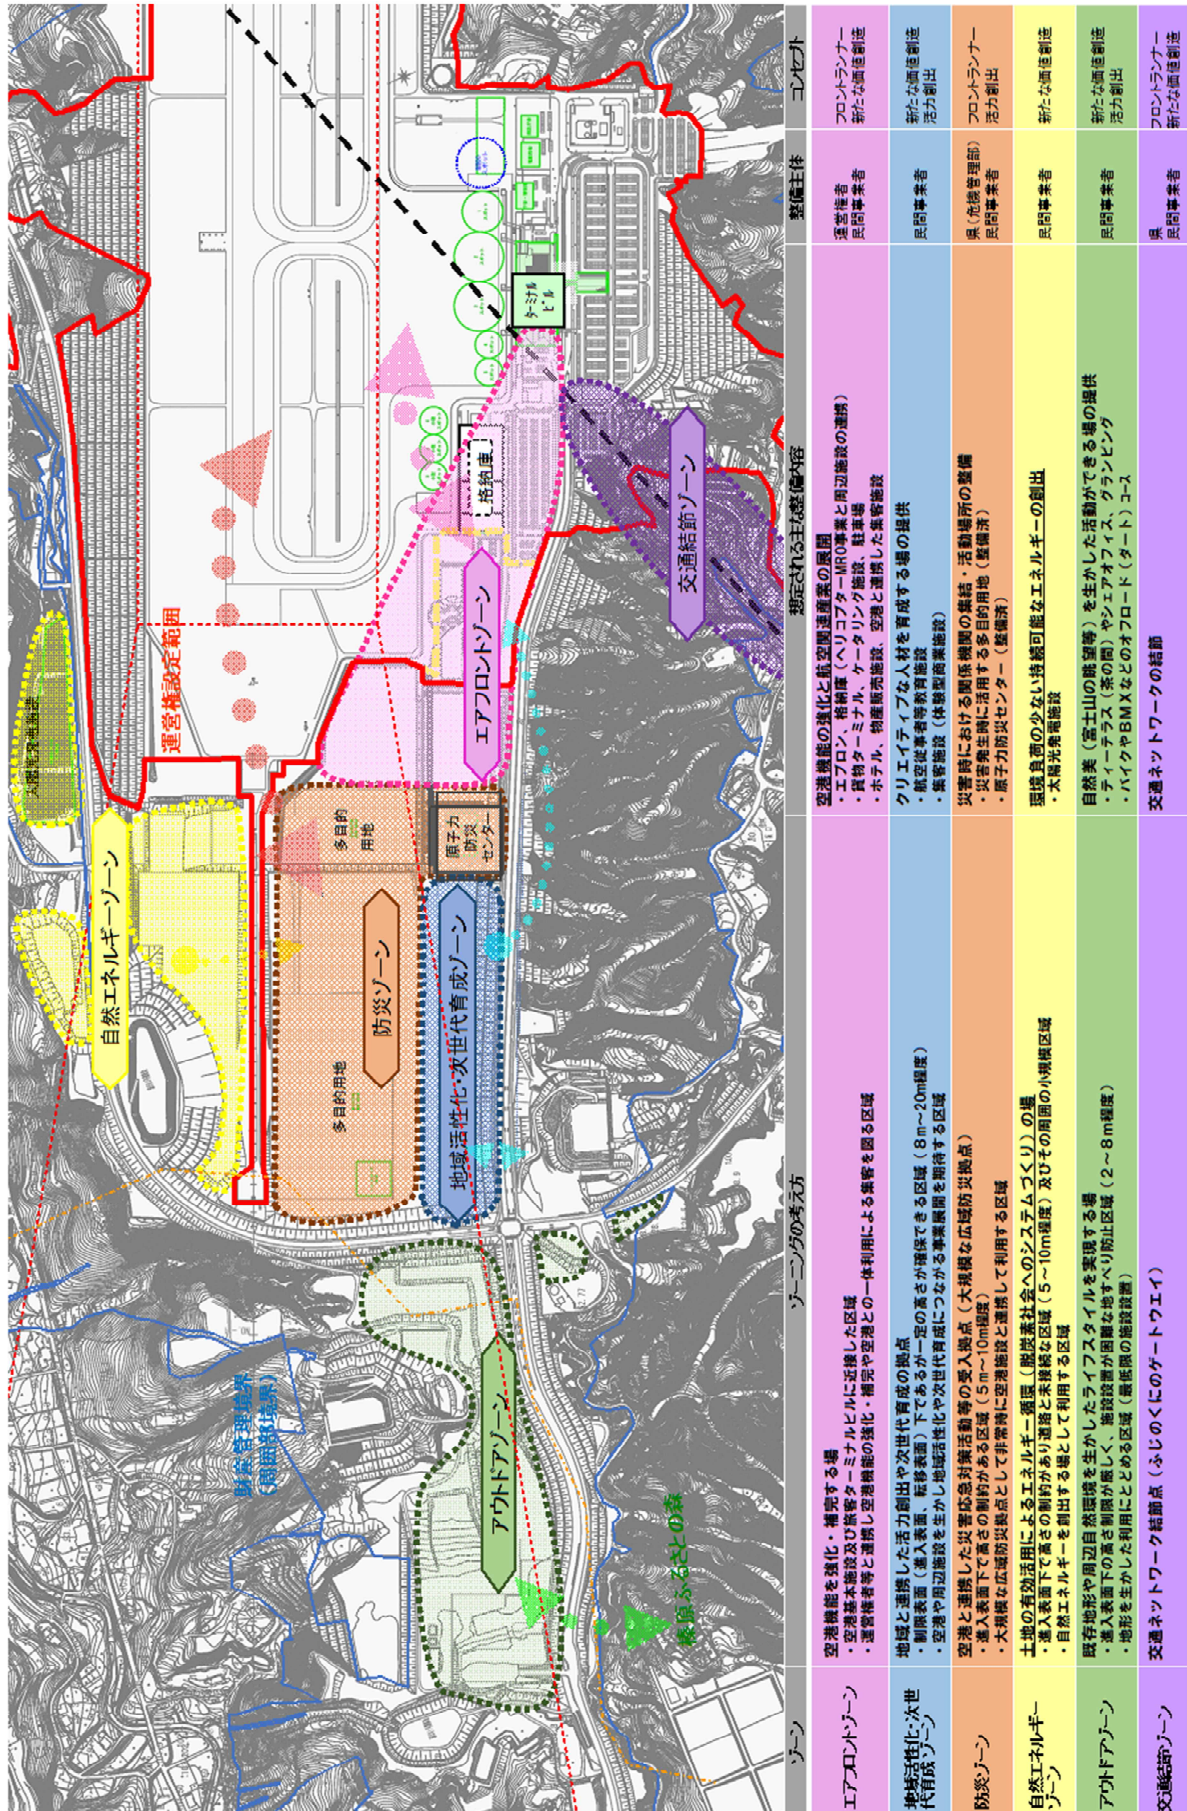 太陽光発電施設
運営権設定範囲
自然エネルギーゾーン
財産管理境界
(周囲部境界)
多目的用地
多目的
用地
防災ゾーン
原子力
防災
センター
地域活性化・次世代育成ゾーン
エアフロントゾーン
格納庫
ターミナル
ビル
交通結節ゾーン
アウトドアゾーン
榛原ふるさとの森
ゾーン
ゾーニングの考え方
想定される主な整備内容
整備主体
コンセプト
エアフロントゾーン
空港機能を強化・補完する場
・空港基本施設及び旅客ターミナルビルに近接した区域
・運営権者等と連携し空港機能の強化・補完や空港との一体利用による集客を図る区域
空港機能の強化と航空関連産業の展開
・エプロン、格納庫（ヘリコプターMRO事業と周辺施設の連携）
・貨物ターミナル、ケータリング施設、駐車場
・ホテル、物産販売施設、空港と連携した集客施設
運営権者
民間事業者
フロントランナー
新たな価値創造
地域活性化・次世
代育成ゾーン
地域と連携した活力創出や次世代育成の拠点
・制限表面（進入表面、転移表面）下であるが一定の高さが確保できる区域（8m～20m程度）
・空港や周辺施設を生かし地域活性化や次世代育成につながる事業展開を期待する区域
クリエイティブな人材を育成する場の提供
・航空従事者等教育施設
・集客施設（体験型商業施設）
民間事業者
新たな価値創造
活力創出
防災ゾーン
空港と連携した災害応急対策活動等の受入拠点（大規模な広域防災拠点）
・進入表面下で高さの制約がある区域（5m～10m程度）
・大規模な広域防災拠点として非常時に空港施設と連携して利用する区域
災害時における関係機関の集結・活動場所の整備
・災害発生時に活用する多目的用地（整備済）
・原子力防災センター（整備済）
県（危機管理部）
民間事業者
フロントランナー
活力創出
自然エネルギー
ゾーン
土地の有効活用によるエネルギー循環（脱炭素社会へのシステムづくり）の場
・進入表面下で高さの制約があり道路と未接続な区域（5～10m程度）及びその周囲の小規模区域
・自然エネルギーを創出する場として利用する区域
環境負荷の少ない持続可能なエネルギーの創出
・太陽光発電施設
民間事業者
新たな価値創造
アウトドアゾーン
既存地形や周辺自然環境を生かしたライフスタイルを実現する場
・進入表面下の高さ制限が厳しく、施設設置が困難な地すべり防止区域（2～8m程度）
・地形を生かした利用にとどめる区域（最低限の施設設置）
自然美（富士山の眺望等）を生かした活動ができる場の提供
・ティーテラス（茶の間）やシェアオフィス、グランピング
・バイクやBMXなどのオフロード（ダート）コース
民間事業者
新たな価値創造
活力創出
交通結節ゾーン
交通ネットワーク結節点（ふじのくにのゲートウェイ）
交通ネットワークの結節
県
民間事業者
フロントランナー
新たな価値創造